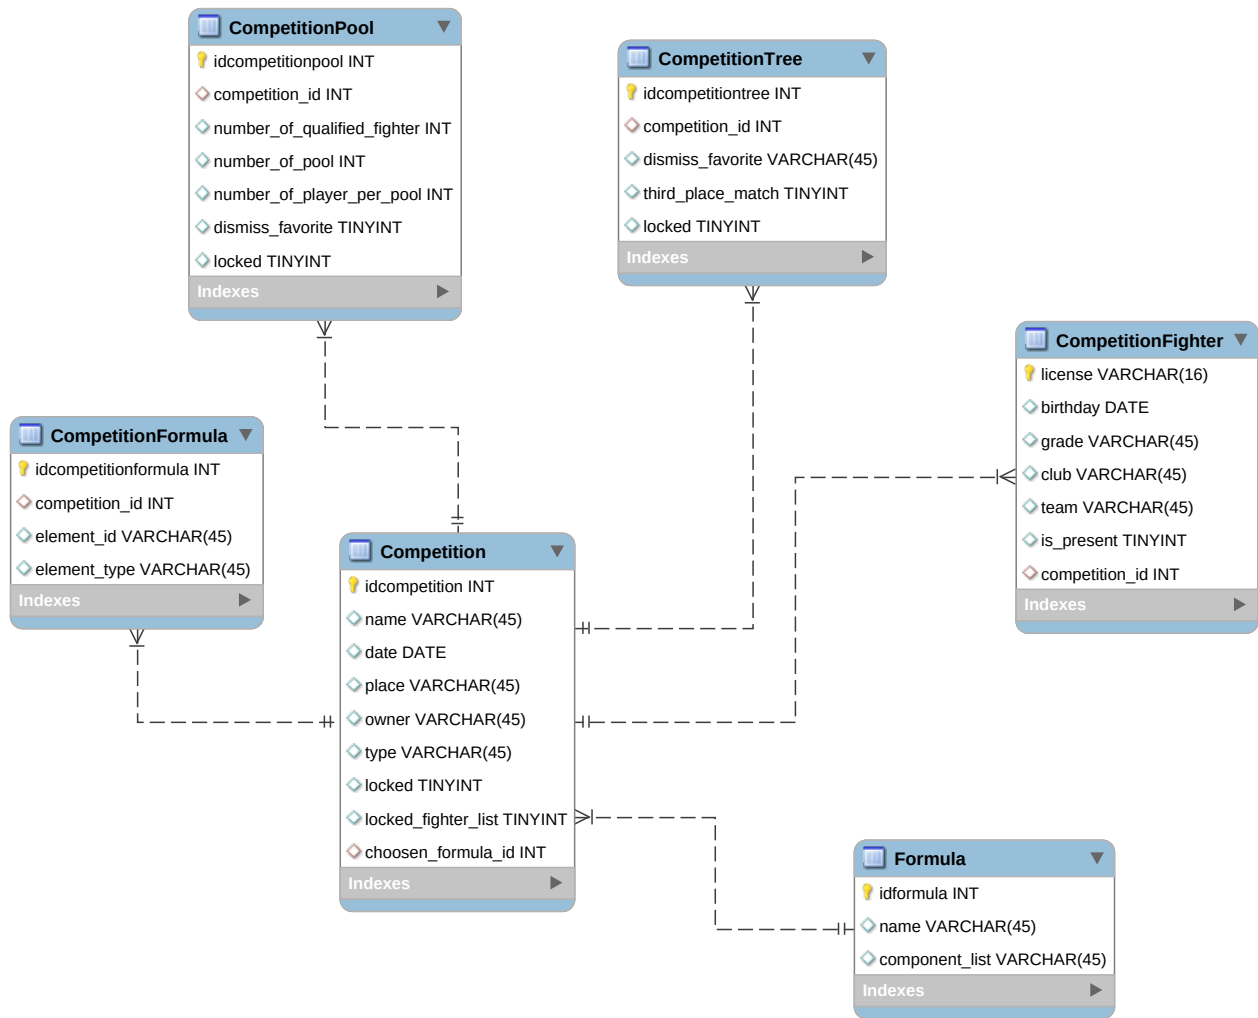 CompetitionPool
idcompetitionpool INT
competition_id INT
number_of_qualified_fighter INT
number_of_pool INT
number_of_player_per_pool INT
dismiss_favorite TINYINT
locked TINYINT
Indexes
CompetitionTree
idcompetitiontree INT
competition_id INT
dismiss_favorite VARCHAR(45)
third_place_match TINYINT
locked TINYINT
Indexes
CompetitionFighter
license VARCHAR(16)
birthday DATE
grade VARCHAR(45)
club VARCHAR(45)
team VARCHAR(45)
is_present TINYINT
competition_id INT
Indexes
CompetitionFormula
idcompetitionformula INT
competition_id INT
element_id VARCHAR(45)
element_type VARCHAR(45)
Indexes
Competition
idcompetition INT
name VARCHAR(45)
date DATE
place VARCHAR(45)
owner VARCHAR(45)
type VARCHAR(45)
locked TINYINT
locked_fighter_list TINYINT
choosen_formula_id INT
Indexes
Formula
idformula INT
name VARCHAR(45)
component_list VARCHAR(45)
Indexes